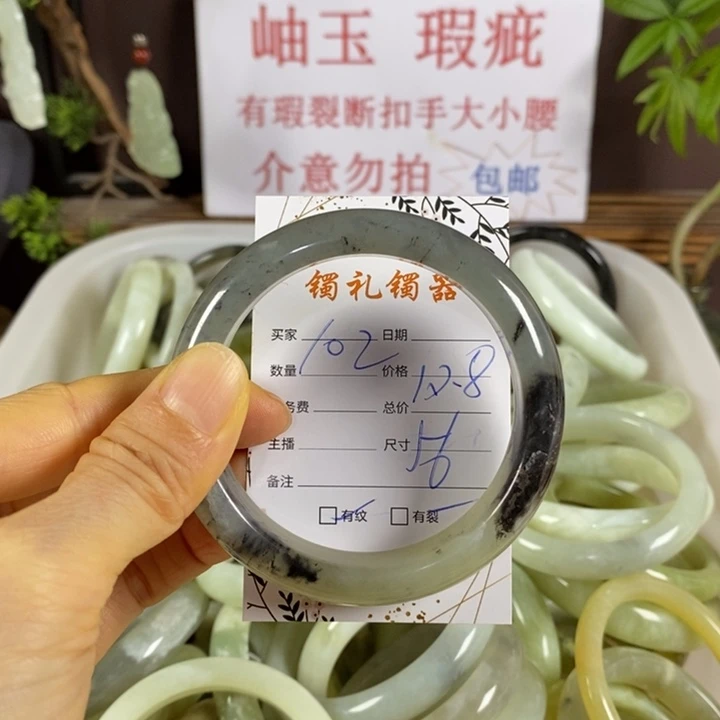 岫玉 瑕疵
有瑕裂断扣手大小腰
介意勿拍 包邮
镯礼镯器
买家 日期
数量 102 价格 12.8
务费 总价
主播 尺寸 56
备注
有纹 有裂